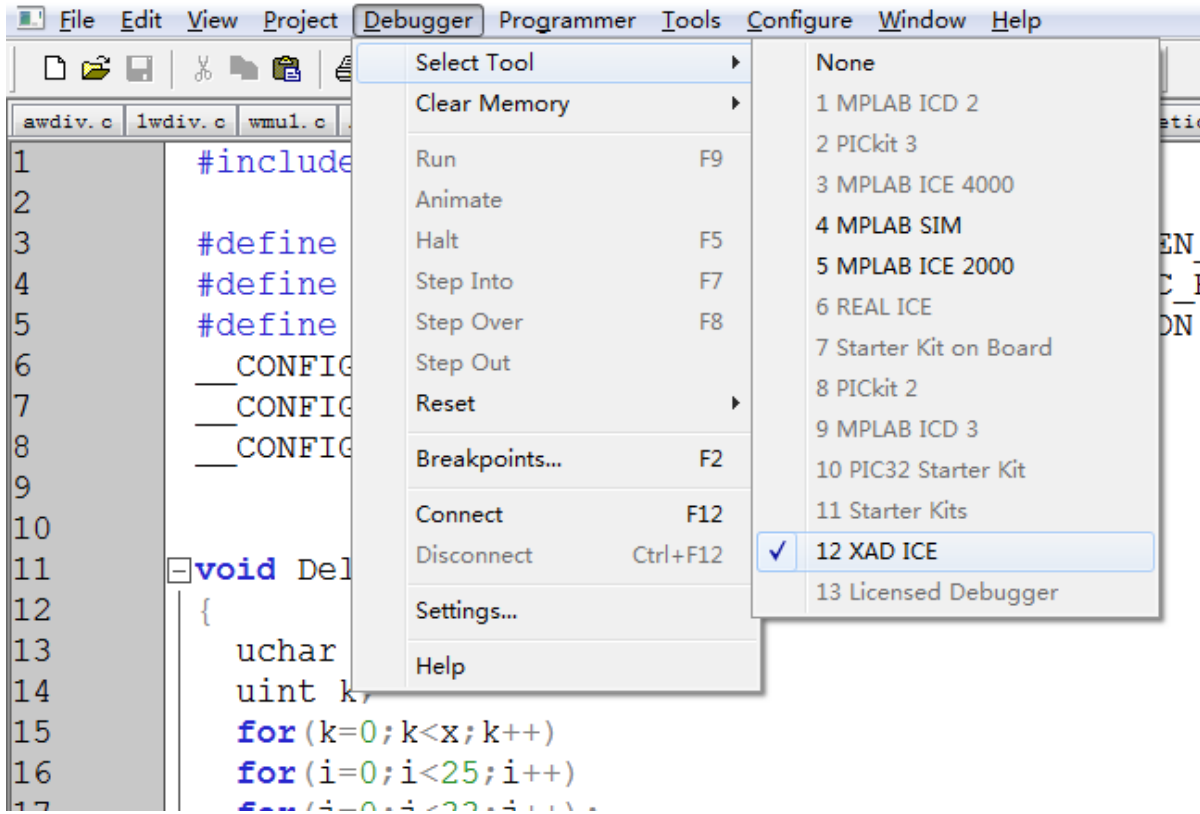 File Edit View Project Debugger Programmer Tools Configure Window Help
awdiv.c lwdiv.c wmul.c
Select Tool
Clear Memory
Run F9
Animate
Halt F5
Step Into F7
Step Over F8
Step Out
Reset
Breakpoints... F2
Connect F12
Disconnect Ctrl+F12
Settings...
Help
None
1 MPLAB ICD 2
2 PICkit 3
3 MPLAB ICE 4000
4 MPLAB SIM
5 MPLAB ICE 2000
6 REAL ICE
7 Starter Kit on Board
8 PICkit 2
9 MPLAB ICD 3
10 PIC32 Starter Kit
11 Starter Kits
12 XAD ICE
13 Licensed Debugger
1 #include
2
3 #define
4 #define
5 #define
6 __CONFIG
7 __CONFIG
8 __CONFIG
9
10
11 void Del
12 {
13 uchar
14 uint k,
15 for(k=0;k<x;k++)
16 for(i=0;i<25;i++)
17